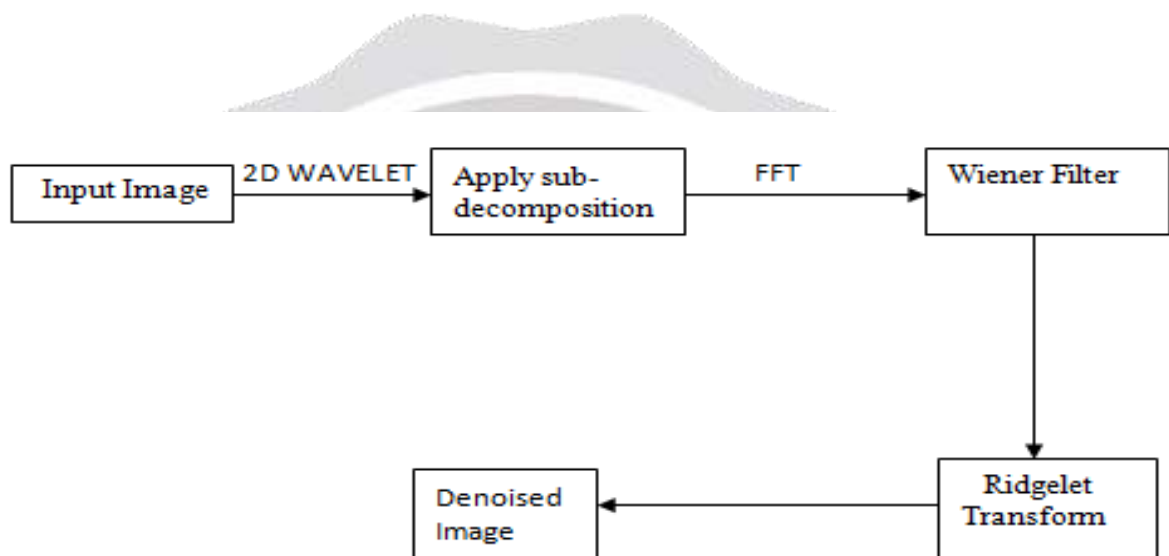 Input Image
2D WAVELET
Apply sub-
decomposition
FFT
Wiener Filter
Ridgelet
Transform
Denoised
Image